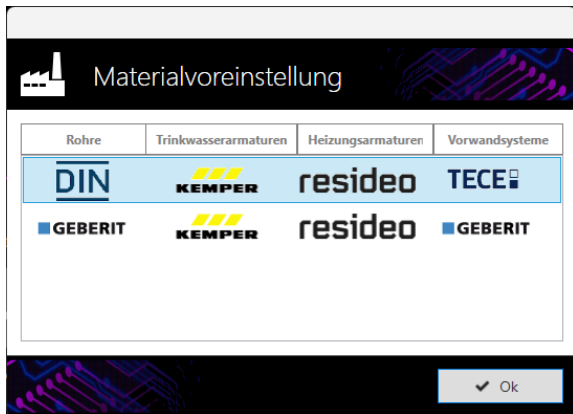 Materialvoreinstellung
Rohre Trinkwasserarmaturen Heizungsarmaturen Vorwandsysteme
DIN KEMPER resideo TECE
GEBERIT KEMPER resideo GEBERIT
Ok